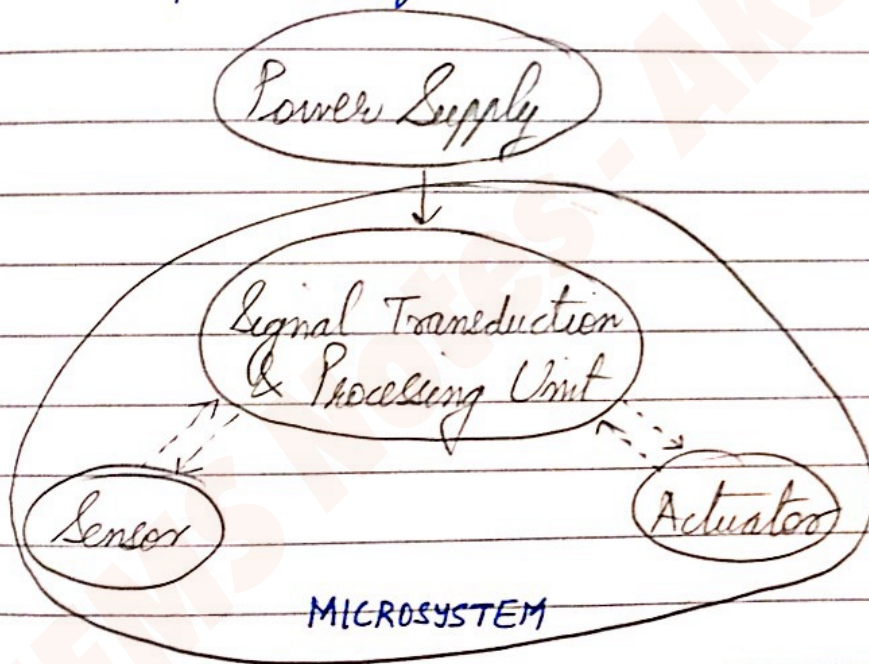 Power Supply
Signal Transduction
& Processing Unit
Sensor
Actuator
MICROSYSTEM